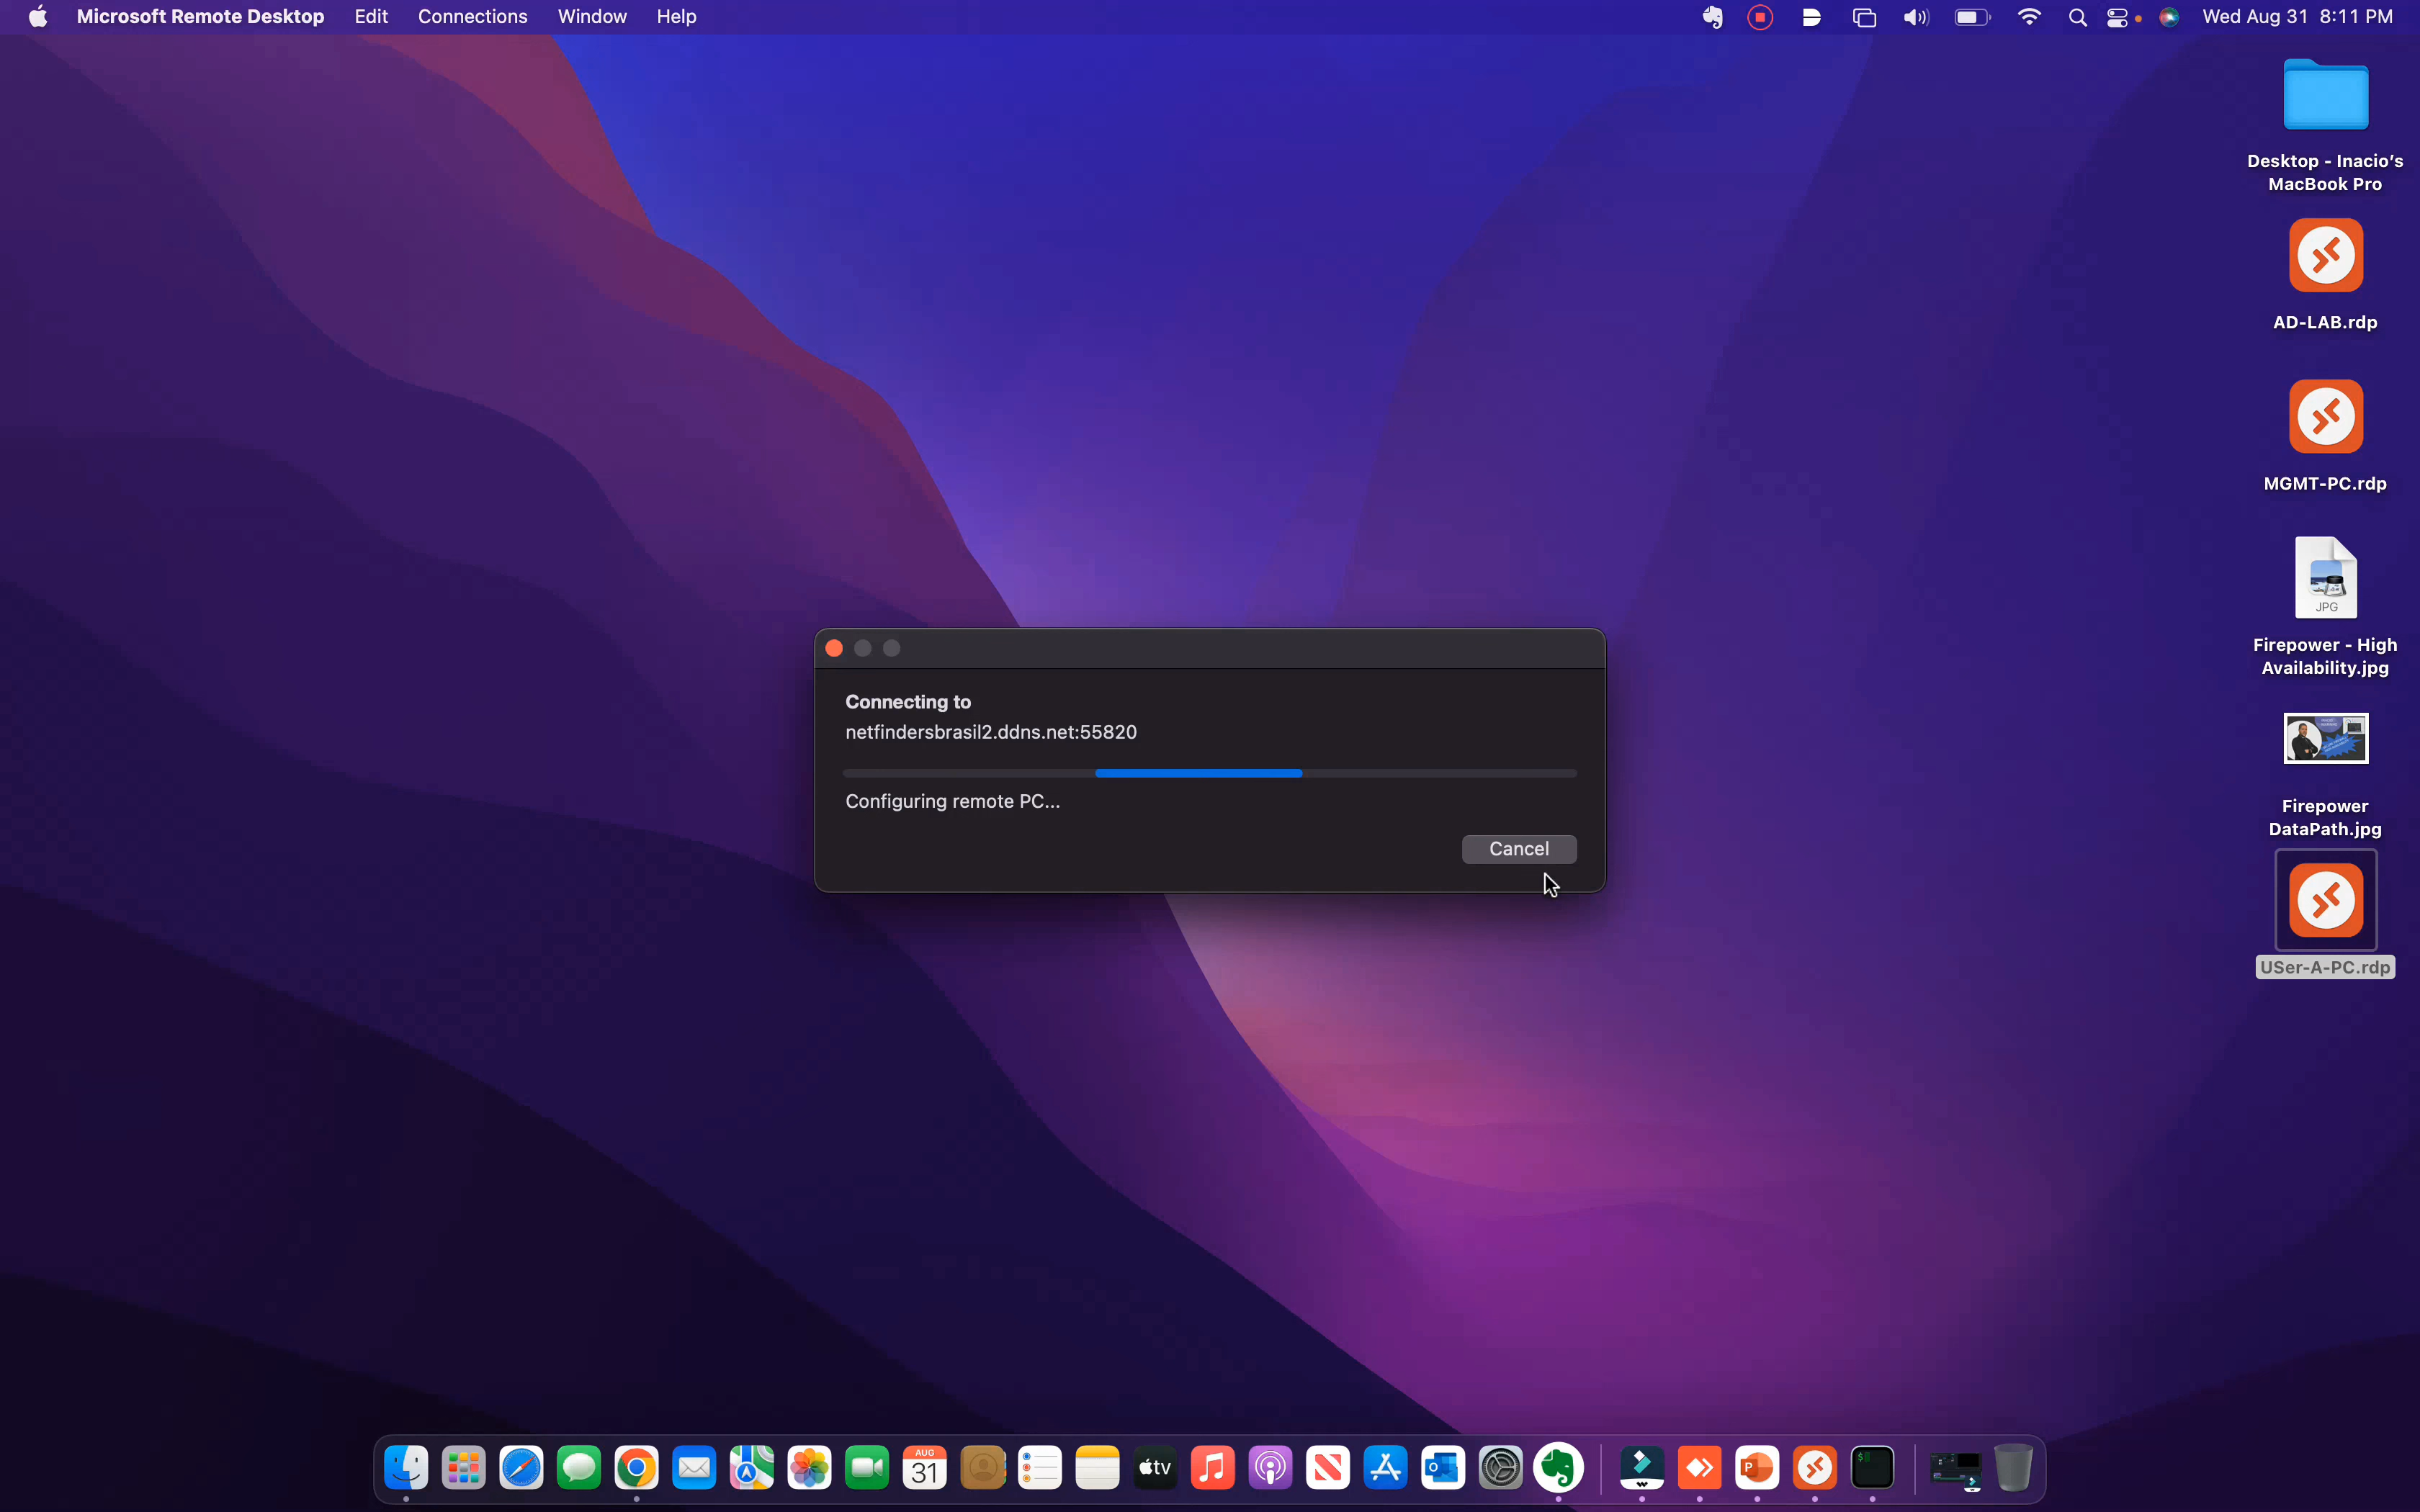 Microsoft Remote Desktop Edit Connections Window Help Wed Aug 31 8:11 PM
Desktop - Inacio's
MacBook Pro
AD-LAB.rdp
MGMT-PC.rdp
JPG
Firepower - High
Availability.jpg
Connecting to
netfindersbrasil2.ddns.net:55820
Configuring remote PC...
Cancel
Firepower
DataPath.jpg
USer-A-PC.rdp
AUG
31
tv